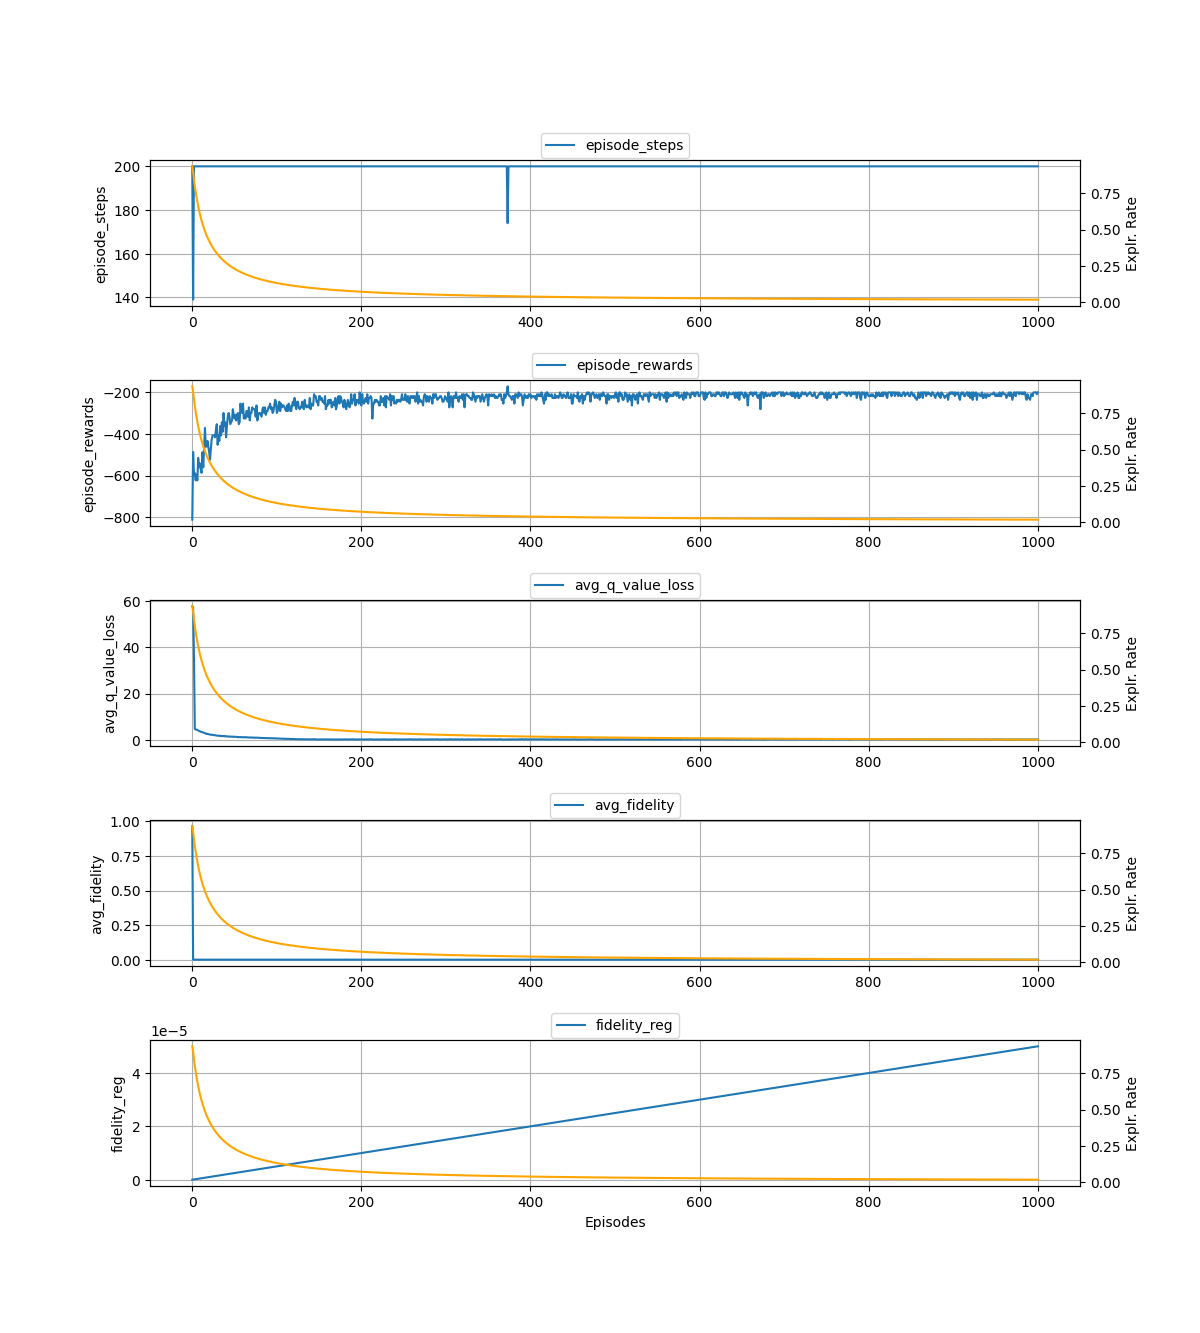 episode_steps
200
180
160
140
episode_steps
0.75
0.50
0.25
0.00
Explr. Rate
0 200 400 600 800 1000
episode_rewards
−200
−400
−600
−800
episode_rewards
0.75
0.50
0.25
0.00
Explr. Rate
0 200 400 600 800 1000
avg_q_value_loss
60
40
20
0
avg_q_value_loss
0.75
0.50
0.25
0.00
Explr. Rate
0 200 400 600 800 1000
avg_fidelity
1.00
0.75
0.50
0.25
0.00
avg_fidelity
0.75
0.50
0.25
0.00
Explr. Rate
0 200 400 600 800 1000
fidelity_reg
1e−5
4
2
0
fidelity_reg
0.75
0.50
0.25
0.00
Explr. Rate
0 200 400 600 800 1000
Episodes